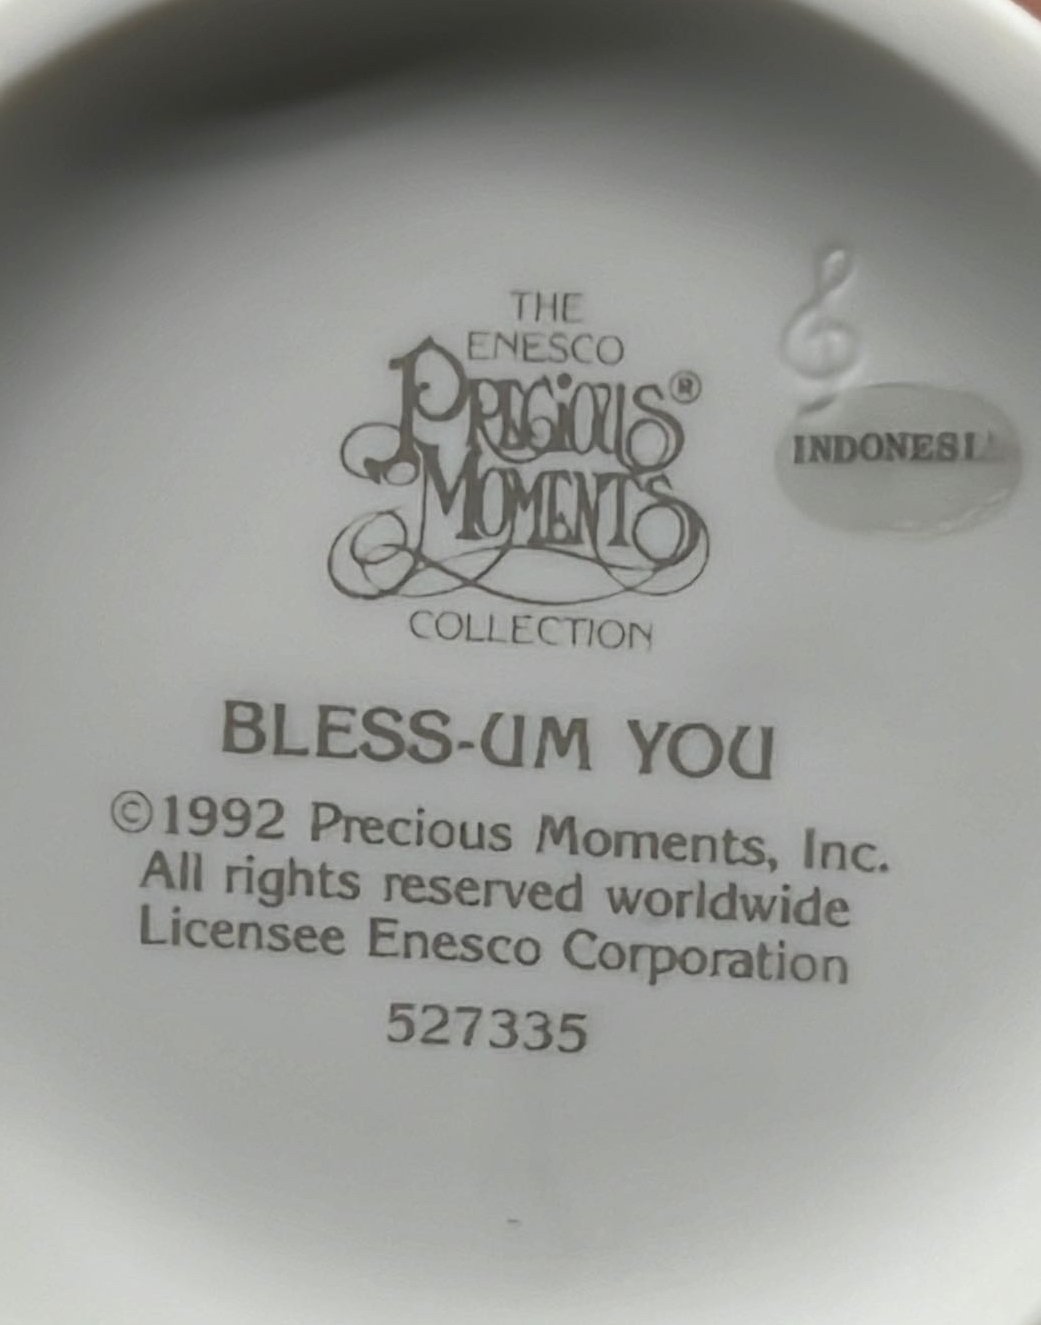 THE
ENESCO
PRECIOUS®
MOMENTS
COLLECTION
INDONESIA
BLESS-UM YOU
©1992 Precious Moments, Inc.
All rights reserved worldwide
Licensee Enesco Corporation
527335